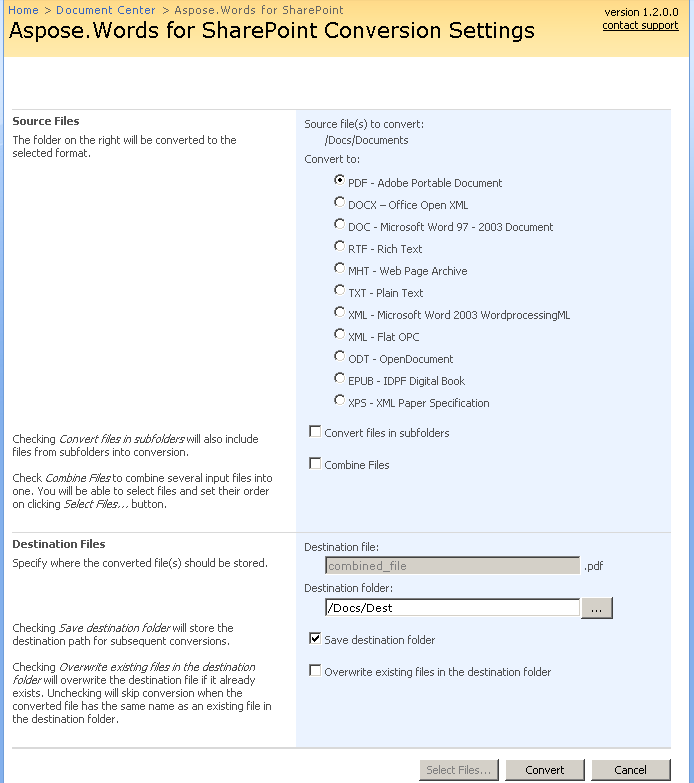 Home > Document Center > Aspose.Words for SharePoint
version 1.2.0.0
Aspose.Words for SharePoint Conversion Settings
contact support
Source Files
The folder on the right will be converted to the
selected format.
Source file(s) to convert:
/Docs/Documents
Convert to:
PDF - Adobe Portable Document
DOCX – Office Open XML
DOC - Microsoft Word 97 - 2003 Document
RTF - Rich Text
MHT - Web Page Archive
TXT - Plain Text
XML - Microsoft Word 2003 WordprocessingML
XML - Flat OPC
ODT - OpenDocument
EPUB - IDPF Digital Book
XPS - XML Paper Specification
Checking Convert files in subfolders will also include
files from subfolders into conversion.
Convert files in subfolders
Check Combine Files to combine several input files into
one. You will be able to select files and set their order
on clicking Select Files... button.
Combine Files
Destination Files
Specify where the converted file(s) should be stored.
Destination file:
combined_file .pdf
Destination folder:
/Docs/Dest ...
Checking Save destination folder will store the
destination path for subsequent conversions.
Save destination folder
Checking Overwrite existing files in the destination
folder will overwrite the destination file if it already
exists. Unchecking will skip conversion when the
converted file has the same name as an existing file in
the destination folder.
Overwrite existing files in the destination folder
Select Files... Convert Cancel